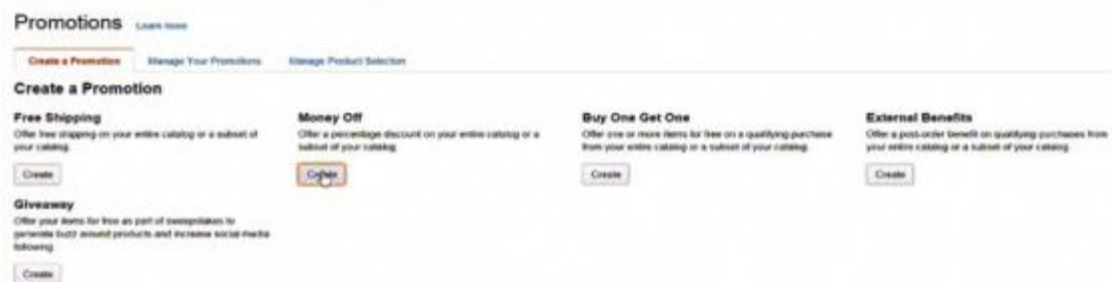 Promotions Learn more
Create a Promotion Manage Your Promotions Manage Product Selection
Create a Promotion
Free Shipping
Offer free shipping on your entire catalog or a subset of
your catalog.
Create
Money Off
Offer a percentage discount on your entire catalog or a
subset of your catalog.
Create
Buy One Get One
Offer one or more items for free on a qualifying purchase
from your entire catalog or a subset of your catalog.
Create
External Benefits
Offer a post-order benefit on qualifying purchases from
your entire catalog or a subset of your catalog.
Create
Giveaway
Offer your items for free as part of sweepstakes to
generate buzz around products and increase social media
following.
Create